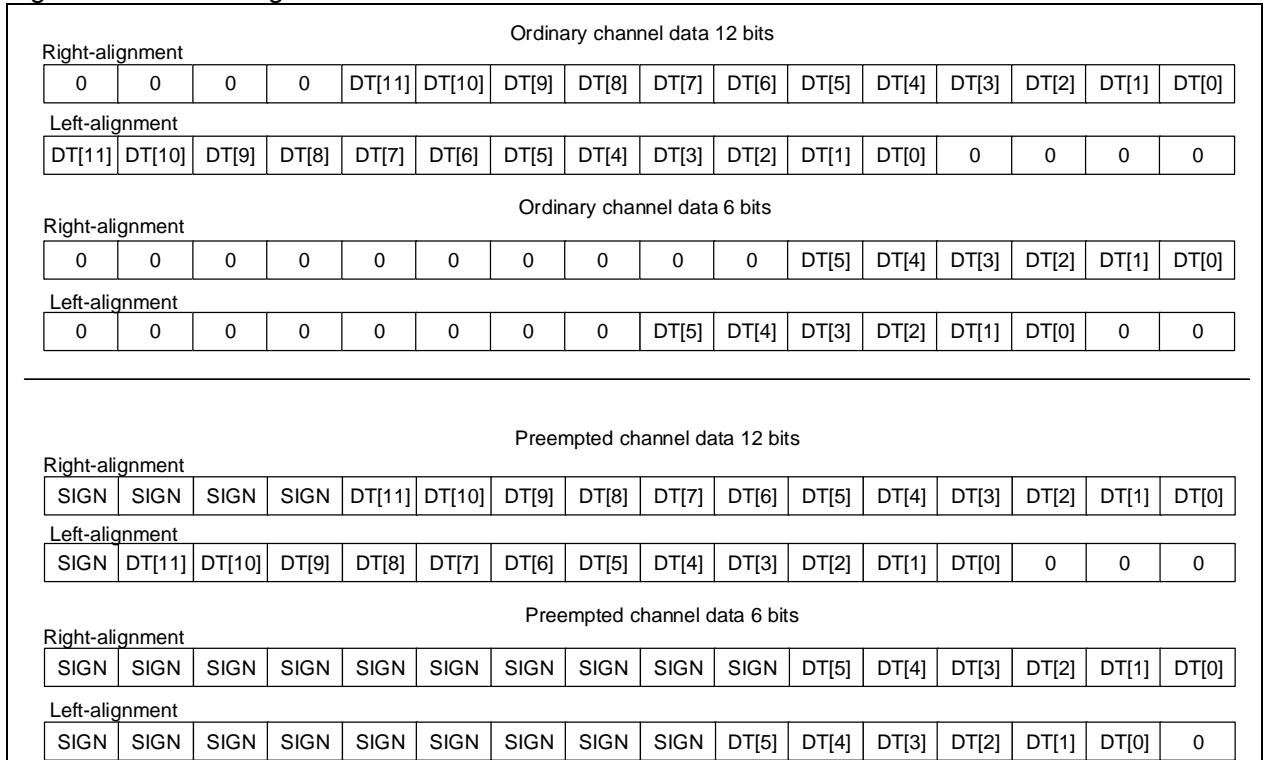 Ordinary channel data 12 bits
Right-alignment
0 0 0 0 DT[11] DT[10] DT[9] DT[8] DT[7] DT[6] DT[5] DT[4] DT[3] DT[2] DT[1] DT[0]
Left-alignment
DT[11] DT[10] DT[9] DT[8] DT[7] DT[6] DT[5] DT[4] DT[3] DT[2] DT[1] DT[0] 0 0 0 0
Ordinary channel data 6 bits
Right-alignment
0 0 0 0 0 0 0 0 0 0 DT[5] DT[4] DT[3] DT[2] DT[1] DT[0]
Left-alignment
0 0 0 0 0 0 0 0 DT[5] DT[4] DT[3] DT[2] DT[1] DT[0] 0 0
Preempted channel data 12 bits
Right-alignment
SIGN SIGN SIGN SIGN DT[11] DT[10] DT[9] DT[8] DT[7] DT[6] DT[5] DT[4] DT[3] DT[2] DT[1] DT[0]
Left-alignment
SIGN DT[11] DT[10] DT[9] DT[8] DT[7] DT[6] DT[5] DT[4] DT[3] DT[2] DT[1] DT[0] 0 0 0
Preempted channel data 6 bits
Right-alignment
SIGN SIGN SIGN SIGN SIGN SIGN SIGN SIGN SIGN SIGN DT[5] DT[4] DT[3] DT[2] DT[1] DT[0]
Left-alignment
SIGN SIGN SIGN SIGN SIGN SIGN SIGN SIGN SIGN DT[5] DT[4] DT[3] DT[2] DT[1] DT[0] 0